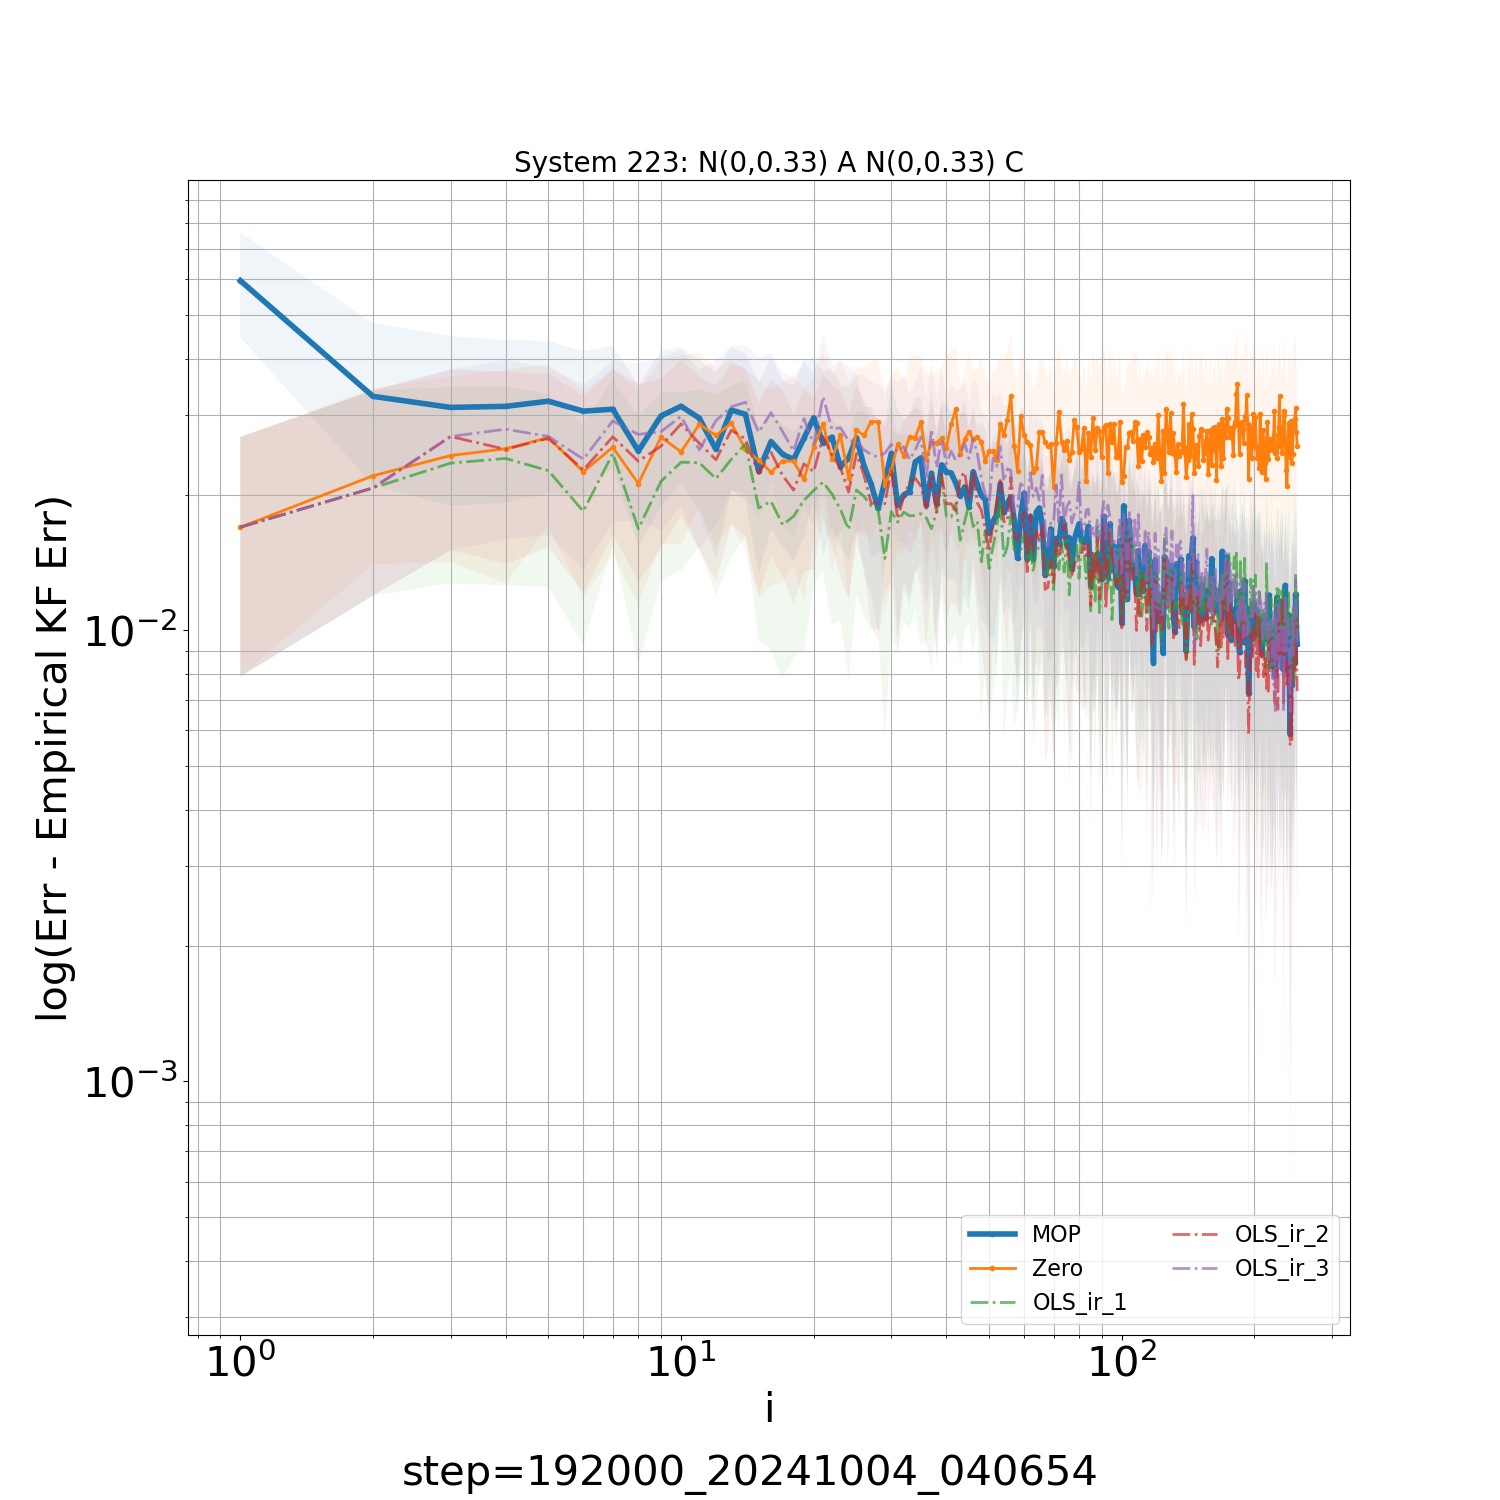 System 223: N(0,0.33) A N(0,0.33) C
log(Err - Empirical KF Err)
10⁻²
10⁻³
10⁰ 10¹ 10²
i
MOP
Zero
OLS_ir_1
OLS_ir_2
OLS_ir_3
step=192000_20241004_040654